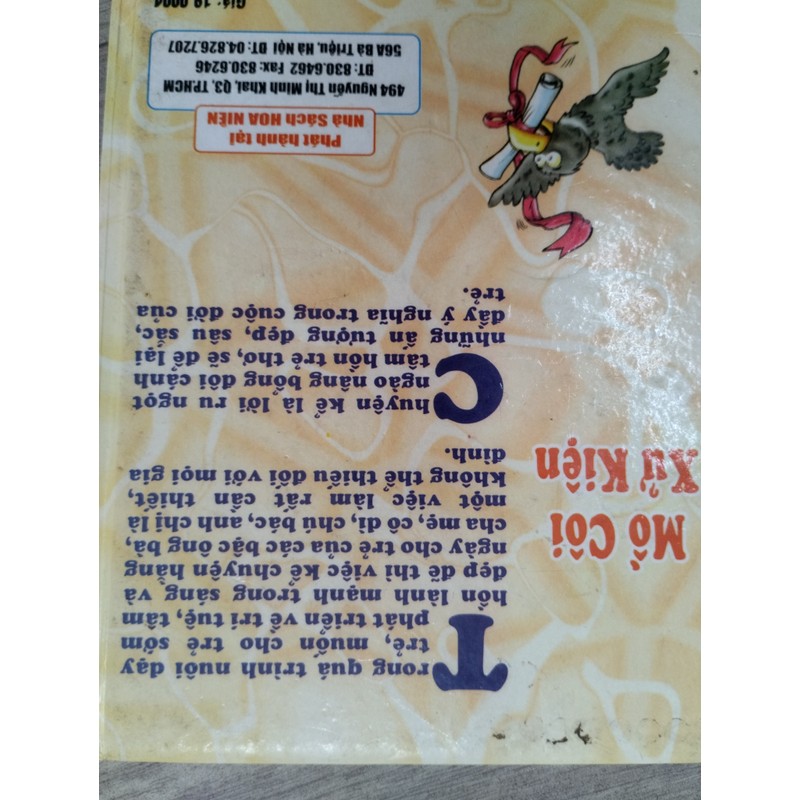 Mồ Côi
Xử Kiện
Trong quá trình nuôi dạy
trẻ, muốn cho trẻ sớm
phát triển về trí tuệ, tâm
hồn lành mạnh trong sáng và
đẹp đẽ thì việc kể chuyện hằng
ngày cho trẻ của các bậc ông bà,
cha mẹ, cô dì, chú bác, anh chị là
một việc làm rất cần thiết,
không thể thiếu đối với mọi gia
đình.
Chuyện kể là lời ru ngọt
ngào nâng bổng đôi cánh
tâm hồn trẻ thơ, sẽ để lại
những ấn tượng đẹp, sâu sắc,
đầy ý nghĩa trong cuộc đời của
trẻ.
Phát hành tại
Nhà Sách HOA NIÊN
494 Nguyễn Thị Minh Khai, Q3, TP.HCM
ĐT: 830.6462 Fax: 830.6246
56A Bà Triệu, Hà Nội ĐT: 04.826.7207